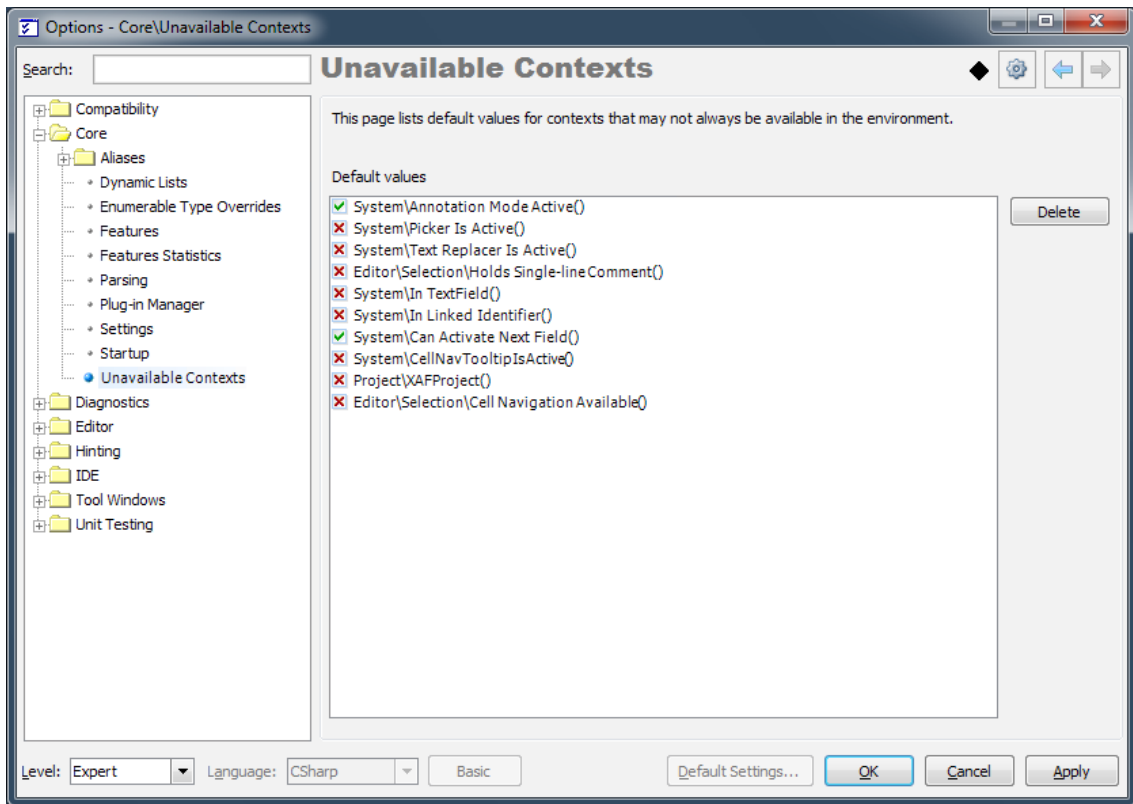 Options - Core\Unavailable Contexts
Search:
Unavailable Contexts
Compatibility
Core
Aliases
Dynamic Lists
Enumerable Type Overrides
Features
Features Statistics
Parsing
Plug-in Manager
Settings
Startup
Unavailable Contexts
Diagnostics
Editor
Hinting
IDE
Tool Windows
Unit Testing
This page lists default values for contexts that may not always be available in the environment.
Default values
System\Annotation Mode Active()
System\Picker Is Active()
System\Text Replacer Is Active()
Editor\Selection\Holds Single-line Comment()
System\In TextField()
System\In Linked Identifier()
System\Can Activate Next Field()
System\CellNavTooltipIsActive()
Project\XAFProject()
Editor\Selection\Cell Navigation Available()
Delete
Level: Expert Language: CSharp Basic Default Settings... OK Cancel Apply